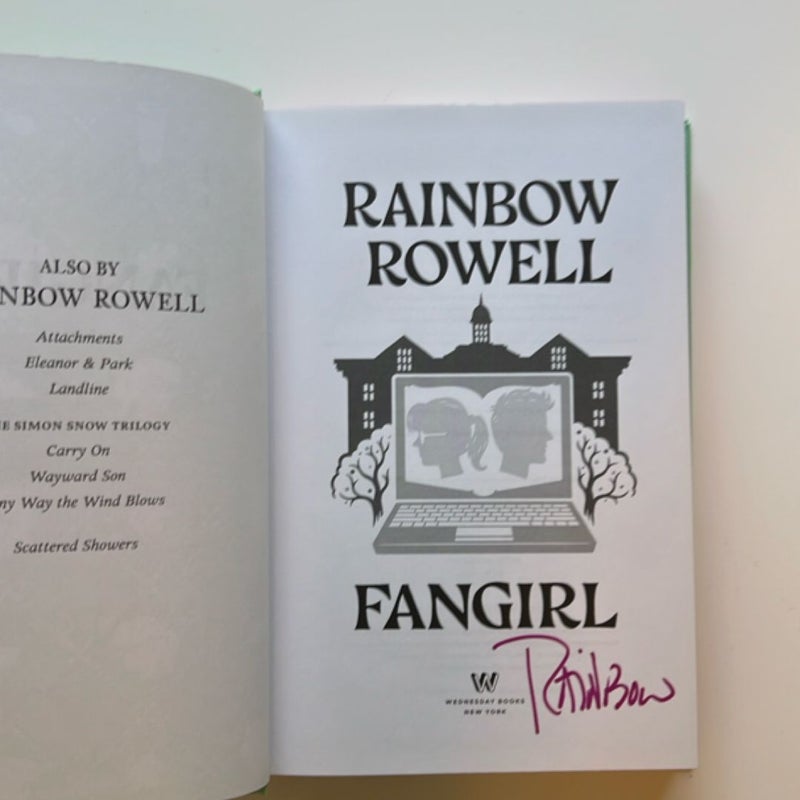 ALSO BY
NBOW ROWELL
Attachments
Eleanor & Park
Landline
E SIMON SNOW TRILOGY
Carry On
Wayward Son
ny Way the Wind Blows
Scattered Showers
RAINBOW
ROWELL
FANGIRL
W
WEDNESDAY BOOKS
NEW YORK
RAiNBOW